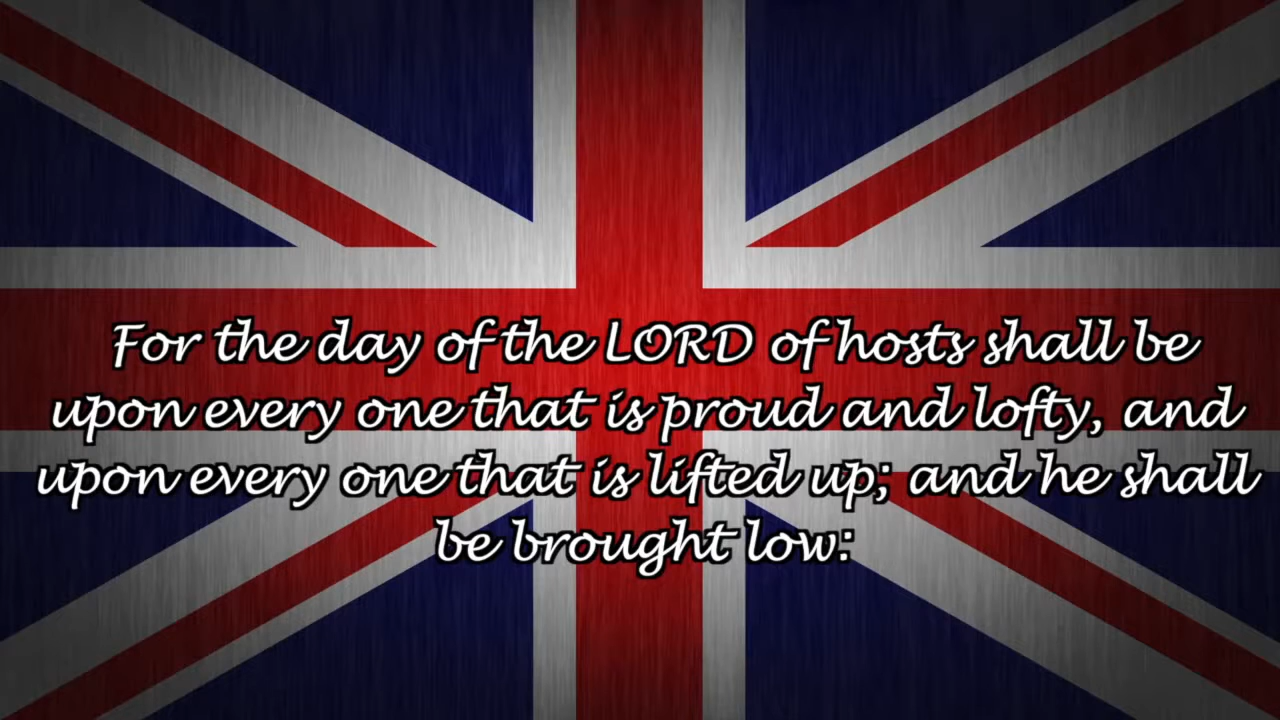 For the day of the LORD of hosts shall be
upon every one that is proud and lofty, and
upon every one that is lifted up; and he shall
be brought low: